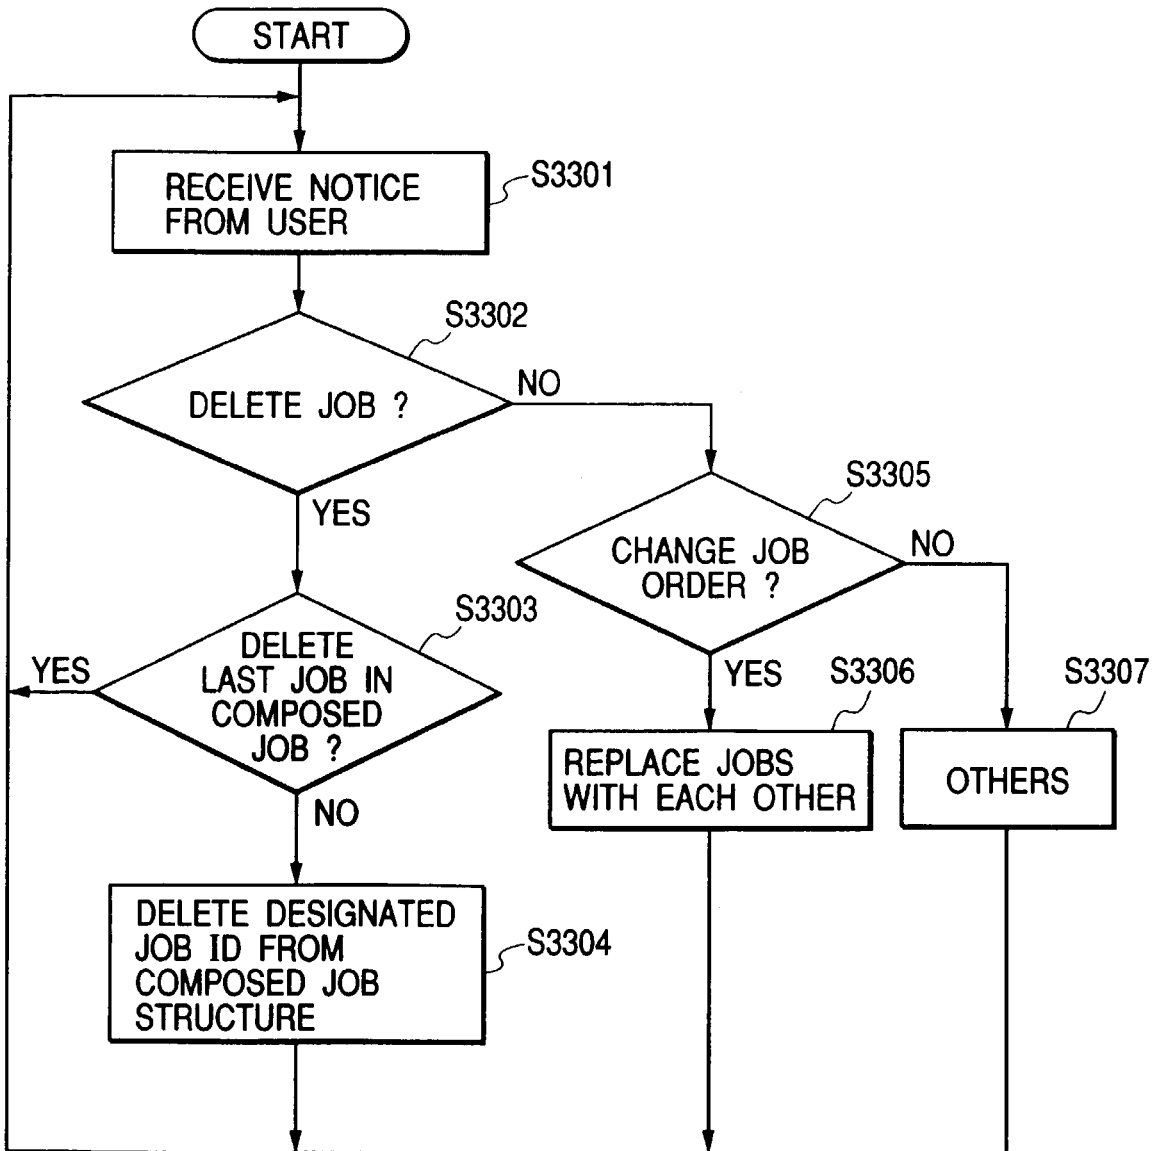 START
RECEIVE NOTICE
FROM USER
S3301
S3302
DELETE JOB ?
NO
YES
S3305
CHANGE JOB
ORDER ?
NO
YES
S3303
DELETE
LAST JOB IN
COMPOSED
JOB ?
YES
NO
S3306
REPLACE JOBS
WITH EACH OTHER
S3307
OTHERS
DELETE DESIGNATED
JOB ID FROM
COMPOSED JOB
STRUCTURE
S3304